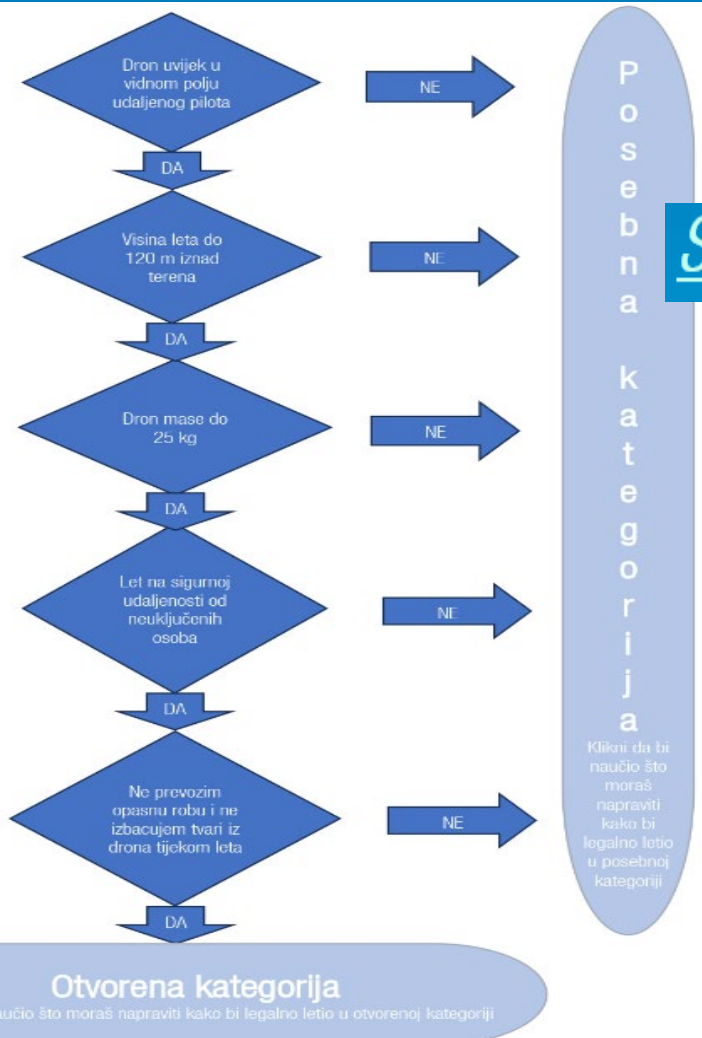 Dron uvijek u
vidnom polju
udaljenog pilota
NE
DA
Visina leta do
120 m iznad
terena
NE
DA
Dron mase do
25 kg
NE
DA
Let na sigurnoj
udaljenosti od
neuključenih
osoba
NE
DA
Ne prevozim
opasnu robu i ne
izbacujem tvari iz
drona tijekom leta
NE
DA
Otvorena kategorija
što moraš napraviti kako bi legalno letio u otvorenoj kategoriji
Posebna kategorija
Klikni da bi
naučio što
moraš
napraviti
kako bi
legalno letio
u posebnoj
kategoriji